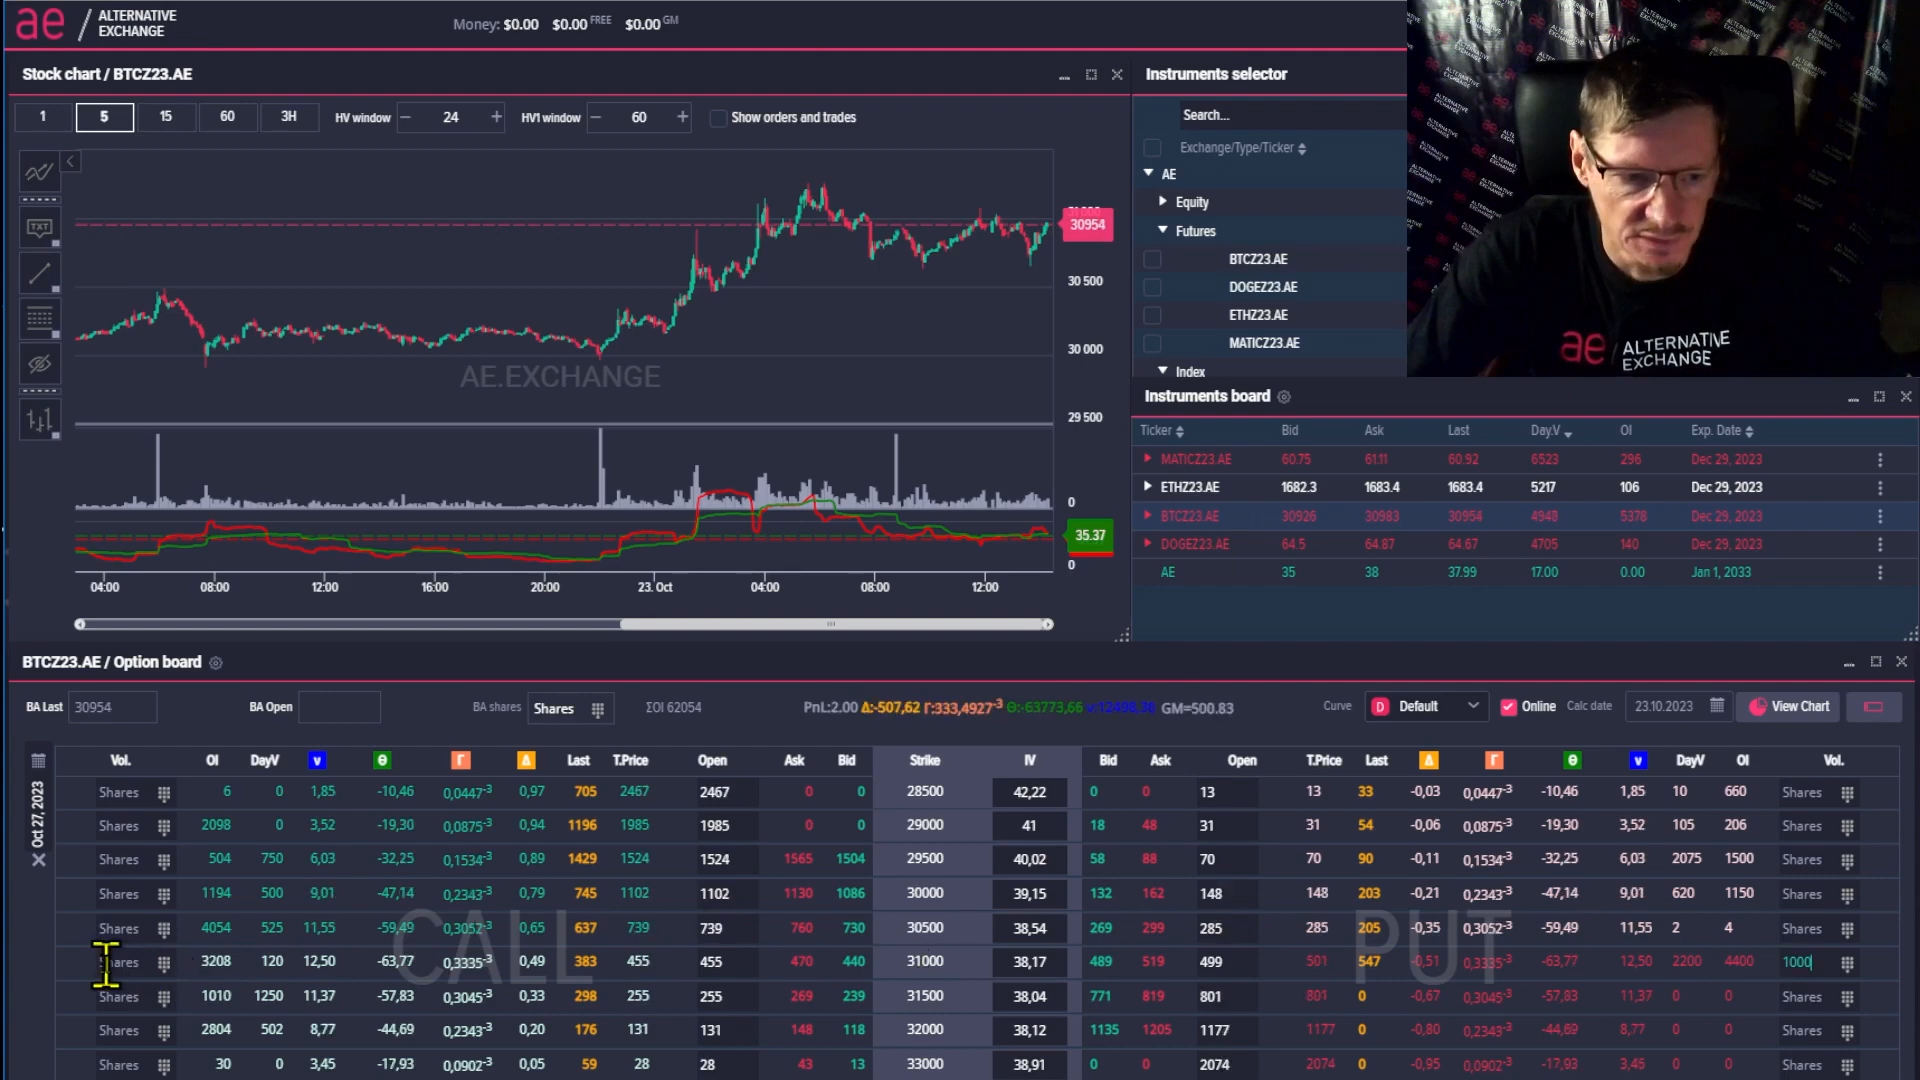 ae / ALTERNATIVE EXCHANGE
Money: $0.00 $0.00 FREE $0.00 GM
Stock chart / BTCZ23.AE
1 5 15 60 3H HV window − 24 + HV1 window − 60 + Show orders and trades
TXT
30954
30 500
30 000
29 500
AE.EXCHANGE
0
35.37
0
04:00 08:00 12:00 16:00 20:00 23. Oct 04:00 08:00 12:00
Instruments selector
Search...
Exchange/Type/Ticker
AE
Equity
Futures
BTCZ23.AE
DOGEZ23.AE
ETHZ23.AE
MATICZ23.AE
Index
ae / ALTERNATIVE EXCHANGE
Instruments board
Ticker Bid Ask Last Day.V OI Exp. Date
MATICZ23.AE 60.75 61.11 60.92 6523 296 Dec 29, 2023
ETHZ23.AE 1682.3 1683.4 1683.4 5217 106 Dec 29, 2023
BTCZ23.AE 30926 30983 30954 4948 5378 Dec 29, 2023
DOGEZ23.AE 64.5 64.87 64.67 4705 140 Dec 29, 2023
AE 35 38 37.99 17.00 0.00 Jan 1, 2033
BTCZ23.AE / Option board
BA Last 30954 BA Open BA shares Shares ΣOI 62054 PnL:2.00 Δ:-507,62 Γ:333,4927-3 Θ:-63773,66 ν:12498,36 GM=500.83 Curve D Default Online Calc date 23.10.2023 View Chart
Oct 27, 2023
Vol. OI DayV ν Θ Γ Δ Last T.Price Open Ask Bid Strike IV Bid Ask Open T.Price Last Δ Γ Θ ν DayV OI Vol.
Shares 6 0 1,85 -10,46 0,0447-3 0,97 705 2467 2467 0 0 28500 42,22 0 0 13 13 33 -0,03 0,0447-3 -10,46 1,85 10 660 Shares
Shares 2098 0 3,52 -19,30 0,0875-3 0,94 1196 1985 1985 0 0 29000 41 18 48 31 31 54 -0,06 0,0875-3 -19,30 3,52 105 206 Shares
Shares 504 750 6,03 -32,25 0,1534-3 0,89 1429 1524 1524 1565 1504 29500 40,02 58 88 70 70 90 -0,11 0,1534-3 -32,25 6,03 2075 1500 Shares
Shares 1194 500 9,01 -47,14 0,2343-3 0,79 745 1102 1102 1130 1086 30000 39,15 132 162 148 148 203 -0,21 0,2343-3 -47,14 9,01 620 1150 Shares
Shares 4054 525 11,55 -59,49 0,3052-3 0,65 637 739 739 760 730 30500 38,54 269 299 285 285 205 -0,35 0,3052-3 -59,49 11,55 2 4 Shares
CALL PUT
Shares 3208 120 12,50 -63,77 0,3335-3 0,49 383 455 455 470 440 31000 38,17 489 519 499 501 547 -0,51 0,3335-3 -63,77 12,50 2200 4400 1000
Shares 1010 1250 11,37 -57,83 0,3045-3 0,33 298 255 255 269 239 31500 38,04 771 819 801 801 0 -0,67 0,3045-3 -57,83 11,37 0 0 Shares
Shares 2804 502 8,77 -44,69 0,2343-3 0,20 176 131 131 148 118 32000 38,12 1135 1205 1177 1177 0 -0,80 0,2343-3 -44,69 8,77 0 0 Shares
Shares 30 0 3,45 -17,93 0,0902-3 0,05 59 28 28 43 13 33000 38,91 0 0 2074 2074 0 -0,95 0,0902-3 -17,93 3,45 0 0 Shares